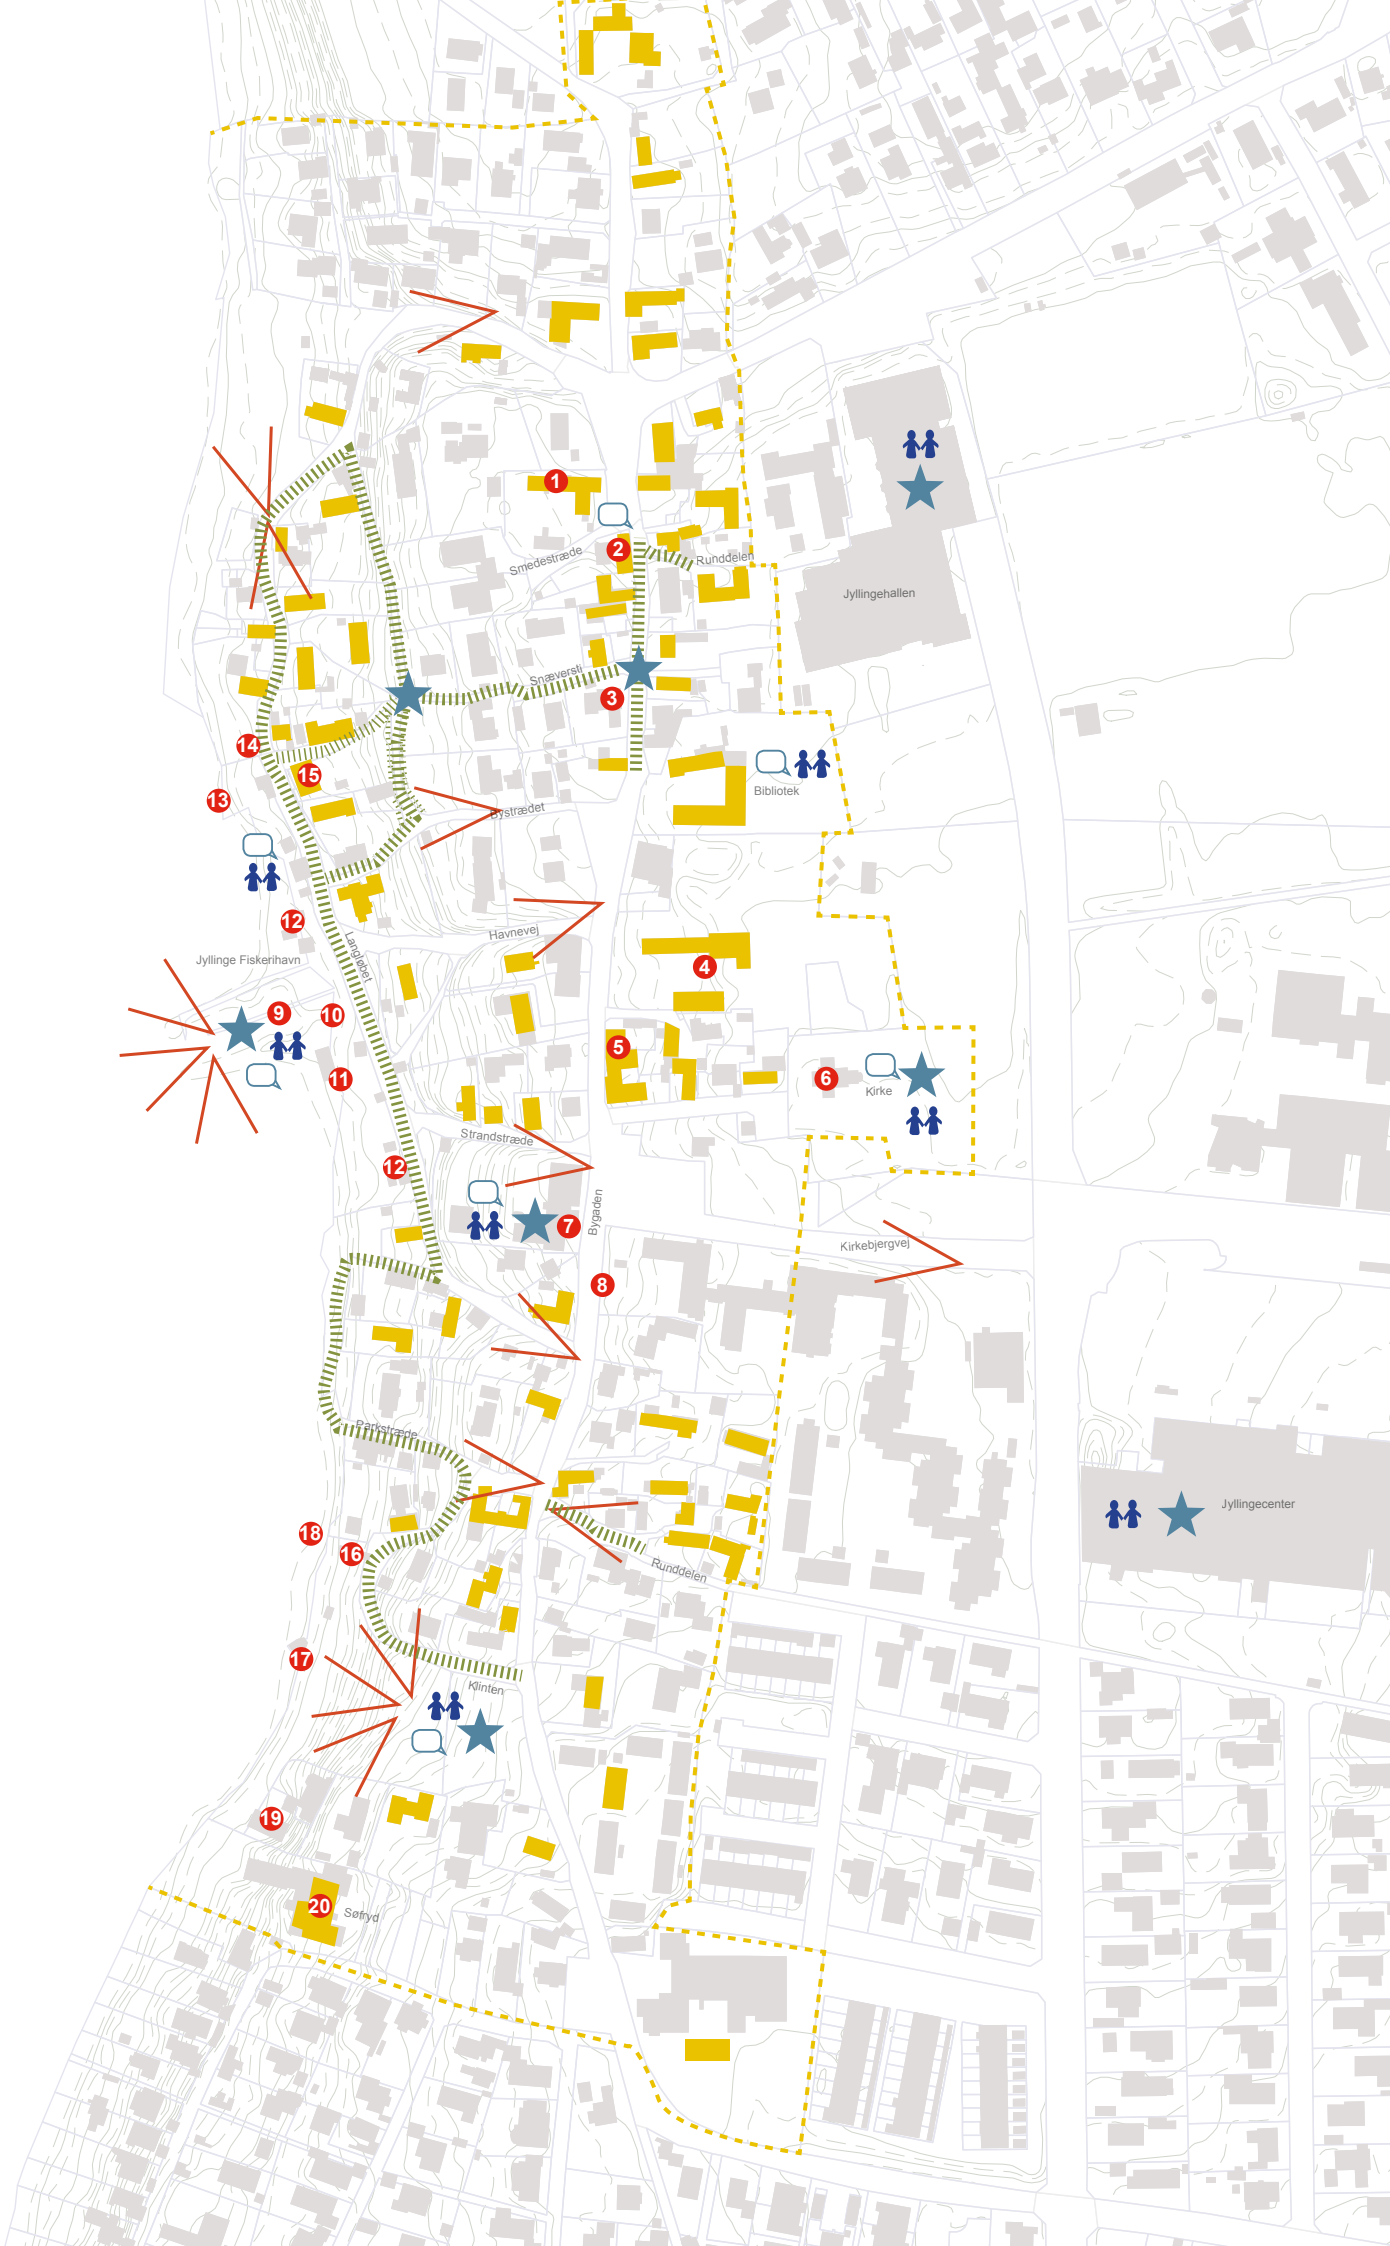 1
Smedestræde
2
Runddelen
Jyllingehallen
Snæversti
3
14
15
13
Bystrædet
Bibliotek
12
Havnevej
Langløbet
Jyllinge Fiskerihavn
4
9
10
5
11
6
Kirke
Strandstræde
12
7
Bygaden
Kirkebjergvej
8
Parkstræde
Jyllingecenter
18
16
Runddelen
17
Klinten
19
20
Søfryd